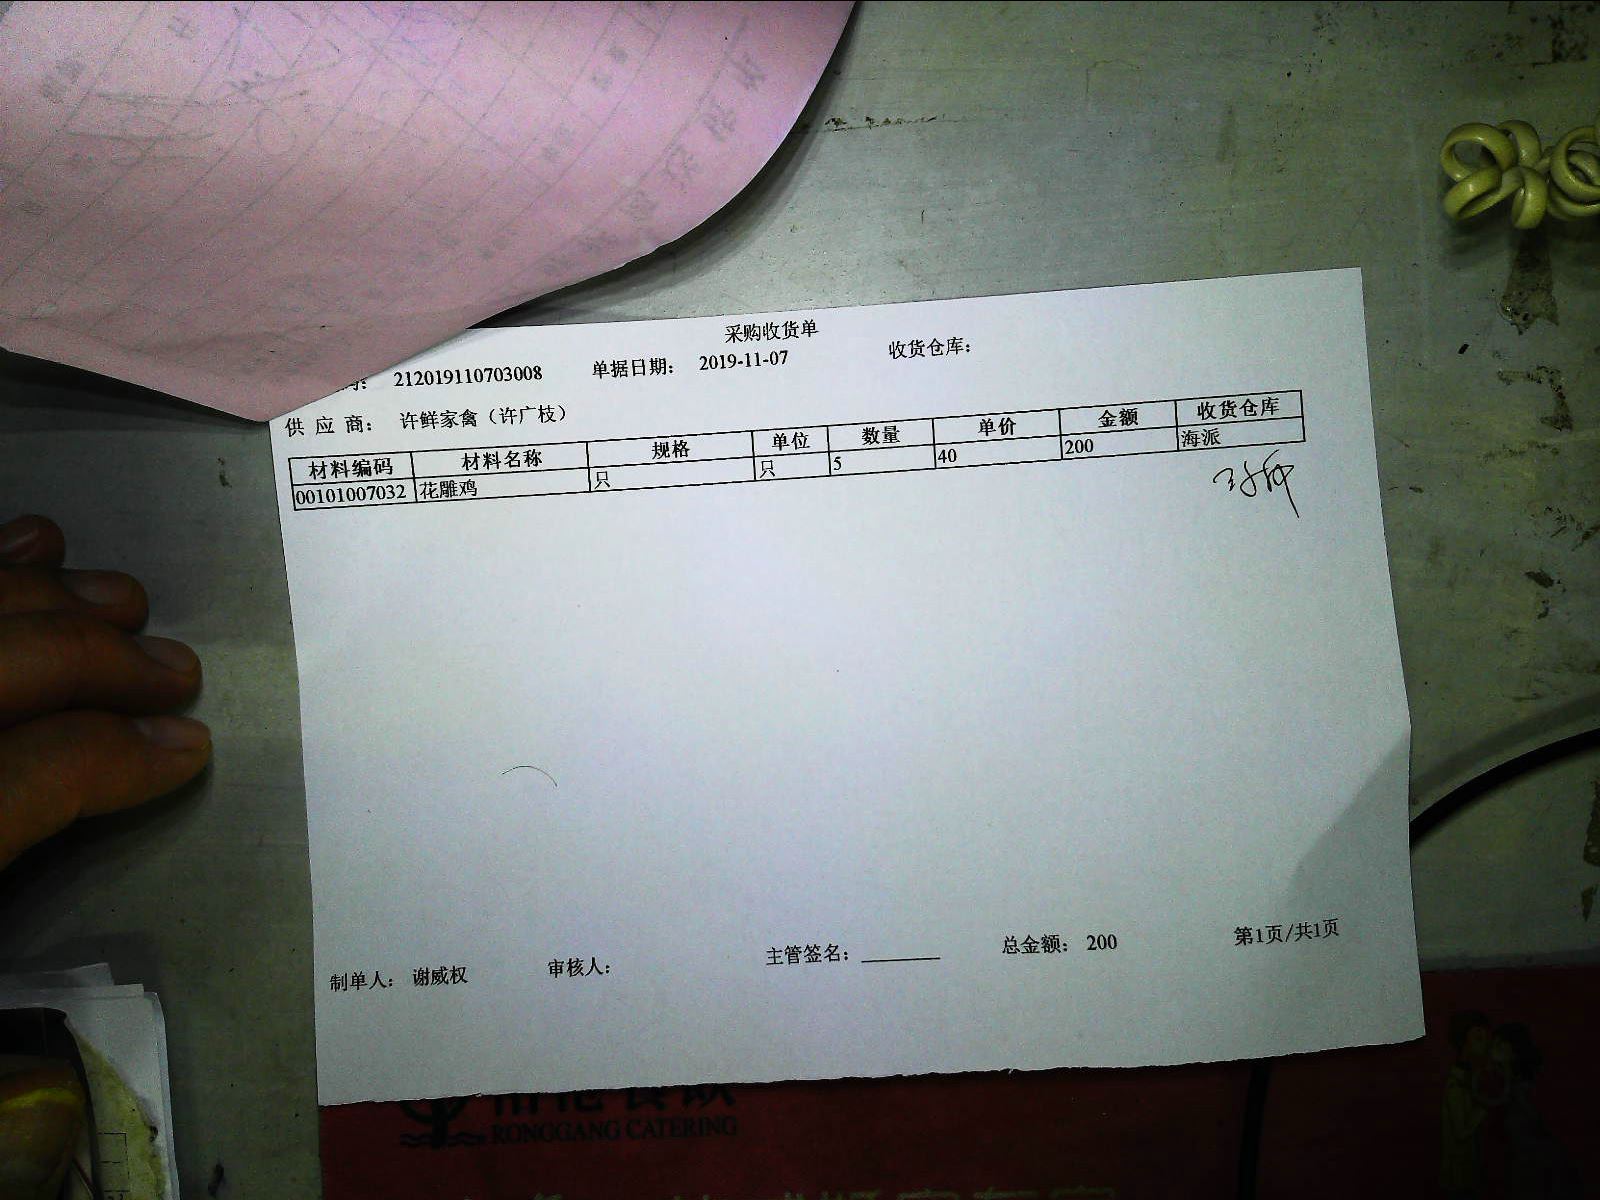 采购收货单
212019110703008 单据日期: 2019-11-07 收货仓库:
供 应 商: 许鲜家禽（许广枝）
材料编码 材料名称 规格 单位 数量 单价 金额 收货仓库
00101007032 花雕鸡 只 只 5 40 200 海派
制单人: 谢威权 审核人: 主管签名: 总金额: 200 第1页/共1页
RONGGANG CATERING